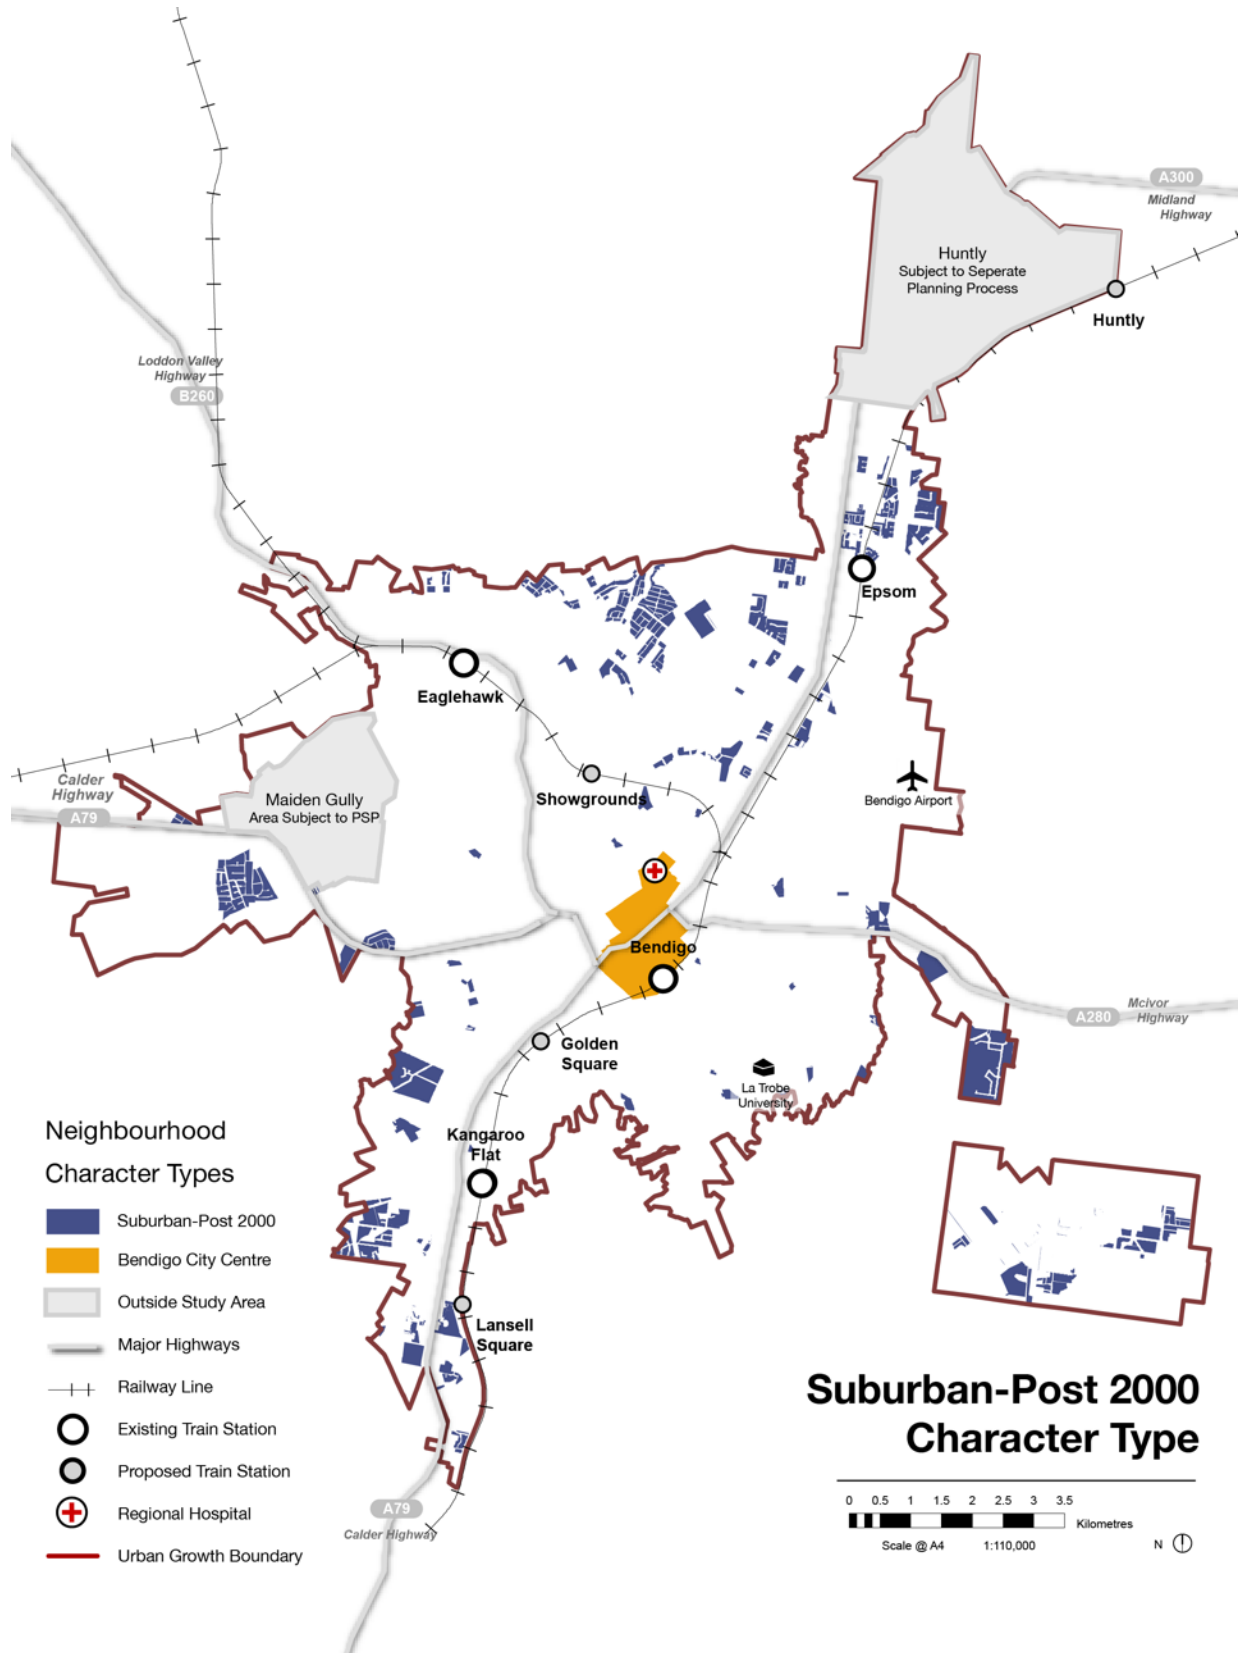 A300
Midland
Highway
Huntly
Subject to Seperate
Planning Process
Huntly
Loddon Valley
Highway
B260
Epsom
Eaglehawk
Calder
Highway
A79
Maiden Gully
Area Subject to PSP
Showgrounds
Bendigo Airport
Bendigo
A280
Mcivor
Highway
Golden
Square
La Trobe
University
Kangaroo
Flat
Lansell
Square
A79
Calder Highway
Neighbourhood
Character Types
Suburban-Post 2000
Bendigo City Centre
Outside Study Area
Major Highways
Railway Line
Existing Train Station
Proposed Train Station
Regional Hospital
Urban Growth Boundary
Suburban-Post 2000
Character Type
0 0.5 1 1.5 2 2.5 3 3.5
Kilometres
Scale @ A4 1:110,000
N